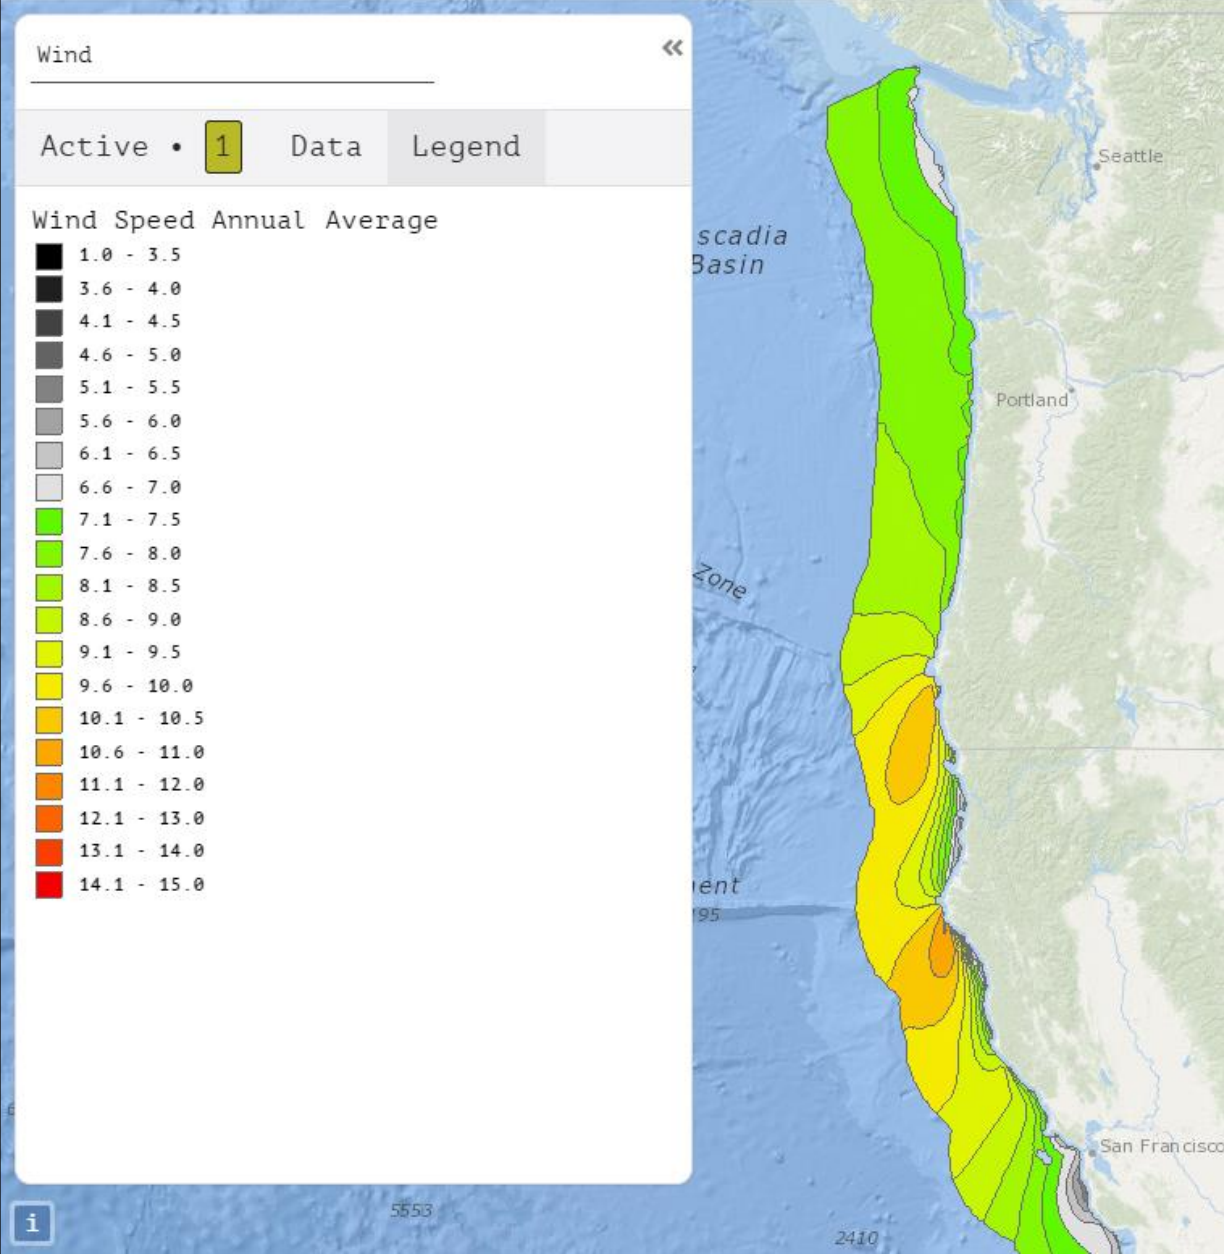 Wind
«
Active • 1 Data Legend
Wind Speed Annual Average
1.0 - 3.5
3.6 - 4.0
4.1 - 4.5
4.6 - 5.0
5.1 - 5.5
5.6 - 6.0
6.1 - 6.5
6.6 - 7.0
7.1 - 7.5
7.6 - 8.0
8.1 - 8.5
8.6 - 9.0
9.1 - 9.5
9.6 - 10.0
10.1 - 10.5
10.6 - 11.0
11.1 - 12.0
12.1 - 13.0
13.1 - 14.0
14.1 - 15.0
i
Seattle
scadia
Basin
Portland
Zone
ent
195
San Francisco
5553
2410